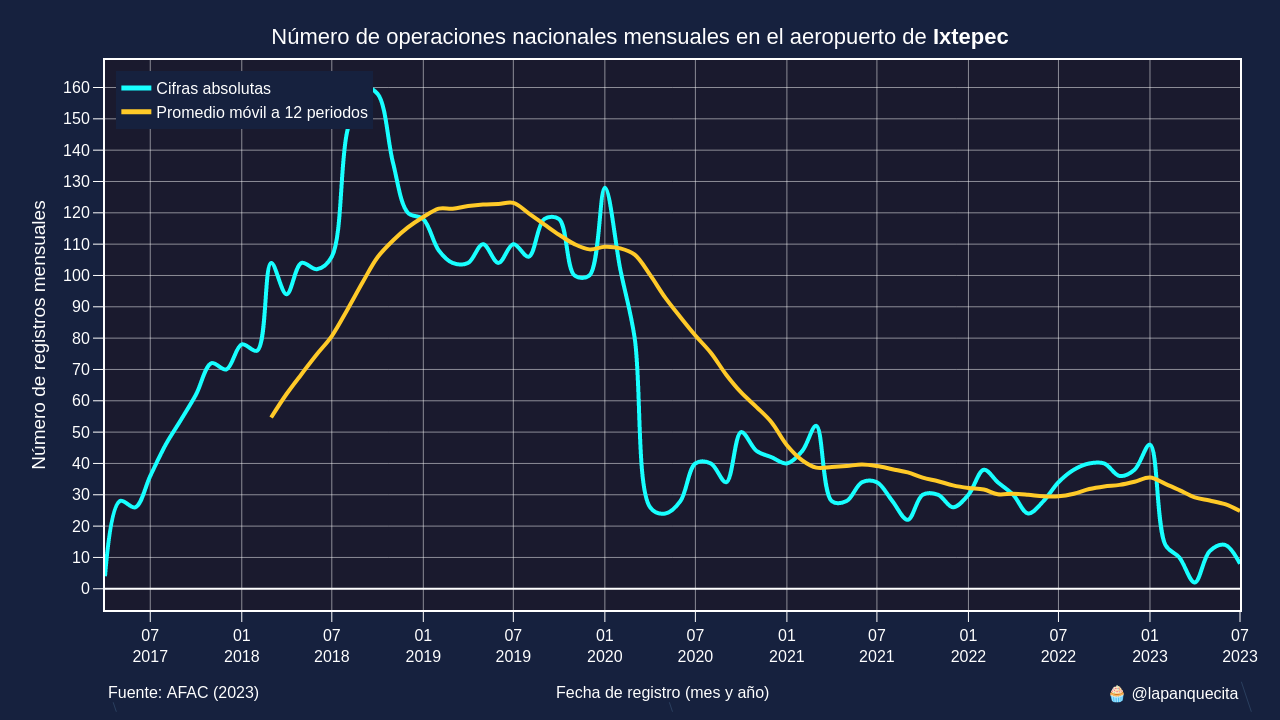 Número de operaciones nacionales mensuales en el aeropuerto de Ixtepec
Cifras absolutas
Promedio móvil a 12 periodos
Número de registros mensuales
160
150
140
130
120
110
100
90
80
70
60
50
40
30
20
10
0
07 01 07 01 07 01 07 01 07 01 07 01 07
2017 2018 2018 2019 2019 2020 2020 2021 2021 2022 2022 2023 2023
Fuente: AFAC (2023) Fecha de registro (mes y año) 🧁 @lapanquecita